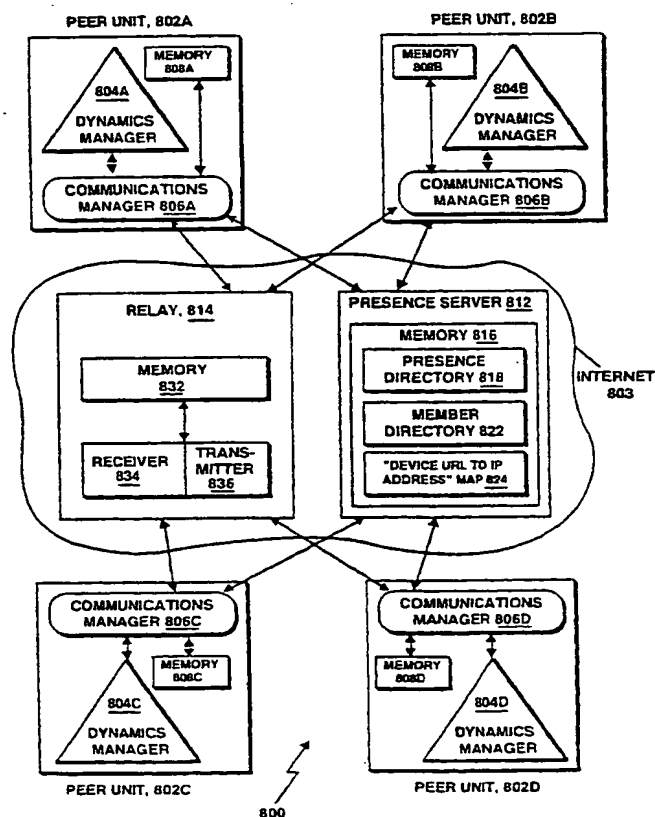 PEER UNIT, 802A
PEER UNIT, 802B
MEMORY
808A
804A
DYNAMICS
MANAGER
COMMUNICATIONS
MANAGER 806A
MEMORY
808B
804B
DYNAMICS
MANAGER
COMMUNICATIONS
MANAGER 806B
RELAY, 814
MEMORY
832
RECEIVER
834
TRANS-
MITTER
836
PRESENCE SERVER 812
MEMORY 816
PRESENCE
DIRECTORY 818
MEMBER
DIRECTORY 822
"DEVICE URL TO IP
ADDRESS" MAP 824
INTERNET
803
COMMUNICATIONS
MANAGER 806C
MEMORY
808C
804C
DYNAMICS
MANAGER
COMMUNICATIONS
MANAGER 806D
MEMORY
808D
804D
DYNAMICS
MANAGER
PEER UNIT, 802C
PEER UNIT, 802D
800